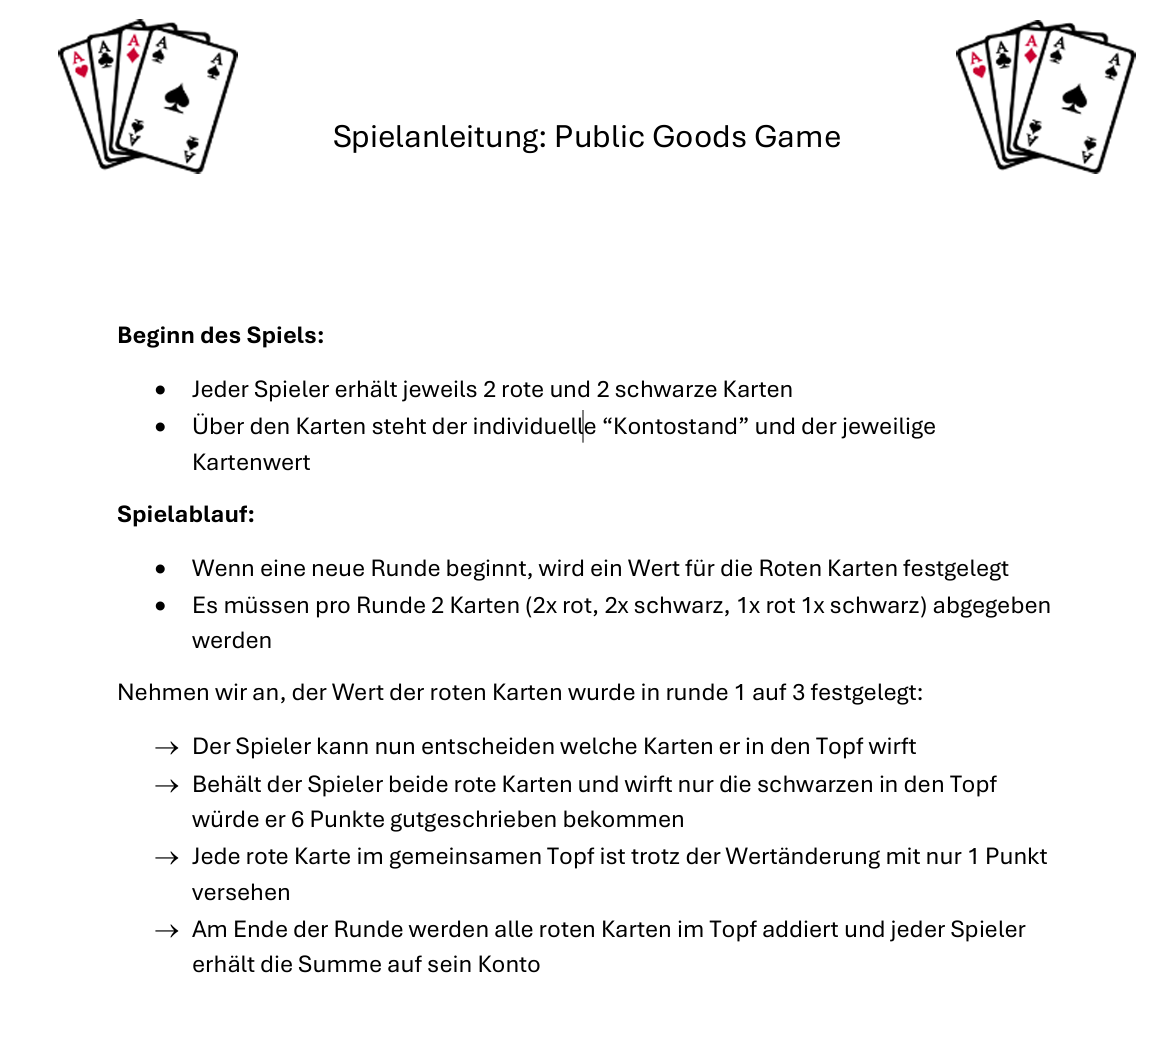 A A A A A A A
A A A A A A A
Spielanleitung: Public Goods Game
Beginn des Spiels:
• Jeder Spieler erhält jeweils 2 rote und 2 schwarze Karten
• Über den Karten steht der individuelle “Kontostand” und der jeweilige
Kartenwert
Spielablauf:
• Wenn eine neue Runde beginnt, wird ein Wert für die Roten Karten festgelegt
• Es müssen pro Runde 2 Karten (2x rot, 2x schwarz, 1x rot 1x schwarz) abgegeben
werden
Nehmen wir an, der Wert der roten Karten wurde in runde 1 auf 3 festgelegt:
→ Der Spieler kann nun entscheiden welche Karten er in den Topf wirft
→ Behält der Spieler beide rote Karten und wirft nur die schwarzen in den Topf
würde er 6 Punkte gutgeschrieben bekommen
→ Jede rote Karte im gemeinsamen Topf ist trotz der Wertänderung mit nur 1 Punkt
versehen
→ Am Ende der Runde werden alle roten Karten im Topf addiert und jeder Spieler
erhält die Summe auf sein Konto